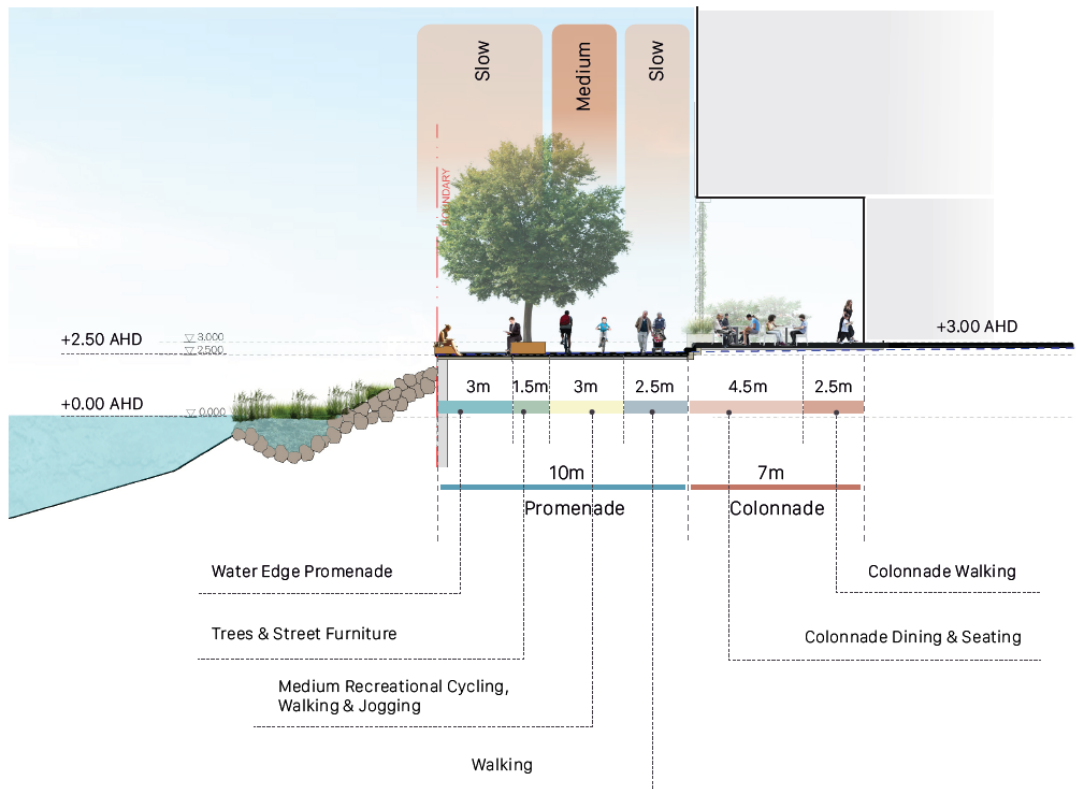 Slow
Medium
Slow
BOUNDARY
+2.50 AHD
3.000
2.500
+3.00 AHD
+0.00 AHD
0.000
3m
1.5m
3m
2.5m
4.5m
2.5m
10m
7m
Promenade
Colonnade
Water Edge Promenade
Colonnade Walking
Trees & Street Furniture
Colonnade Dining & Seating
Medium Recreational Cycling,
Walking & Jogging
Walking